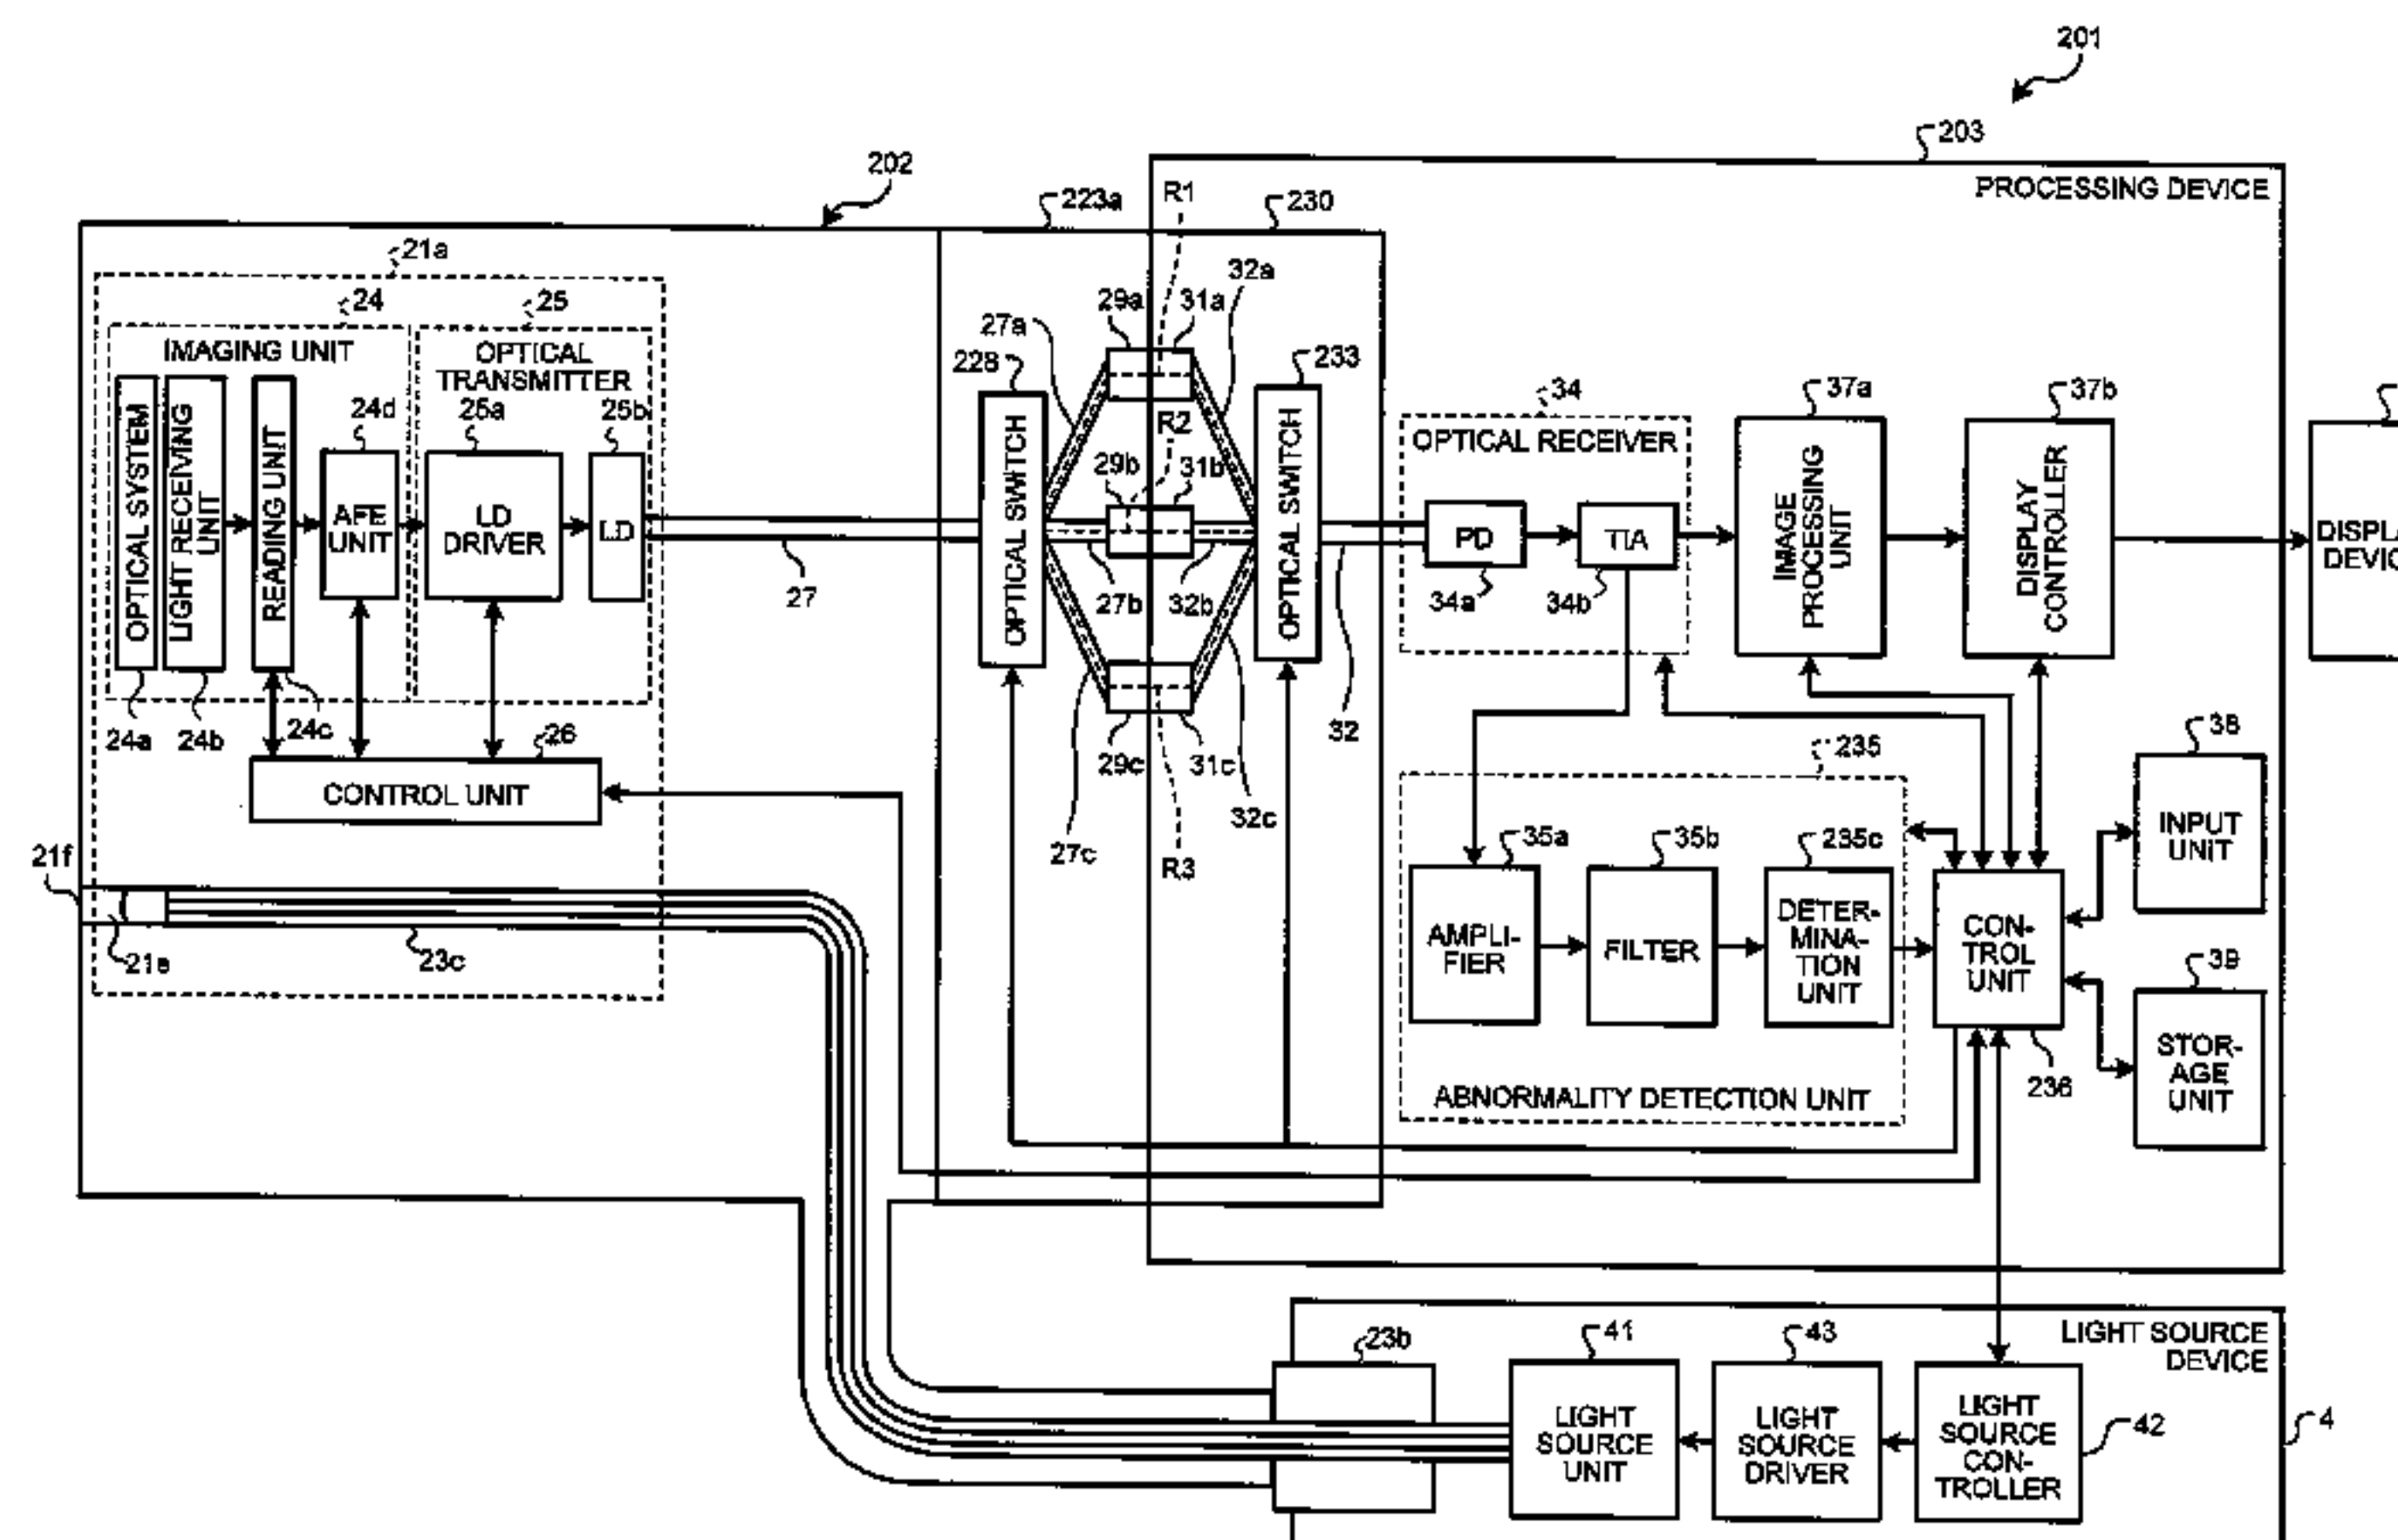 201
203
PROCESSING DEVICE
202
223a
R1
230
21a
32a
24
25
29a
31a
27a
IMAGING UNIT
OPTICAL
TRANSMITTER
228
233
R2
34
37a
37b
24d
25a
25b
OPTICAL RECEIVER
29b
31b
OPTICAL SYSTEM
LIGHT RECEIVING
UNIT
READING UNIT
AFE
UNIT
LD
DRIVER
LD
OPTICAL SWITCH
OPTICAL SWITCH
PD
TIA
IMAGE
PROCESSING
UNIT
DISPLAY
CONTROLLER
27
27b
32b
34a
34b
24a
24b
24c
26
32
38
29c
31c
235
CONTROL UNIT
32c
INPUT
UNIT
27c
R3
35a
35b
235c
21f
21e
23c
AMPLI-
FIER
FILTER
DETER-
MINA-
TION
UNIT
CON-
TROL
UNIT
39
STOR-
AGE
UNIT
236
ABNORMALITY DETECTION UNIT
23b
41
43
LIGHT SOURCE
DEVICE
LIGHT
SOURCE
UNIT
LIGHT
SOURCE
DRIVER
LIGHT
SOURCE
CON-
TROLLER
42
4